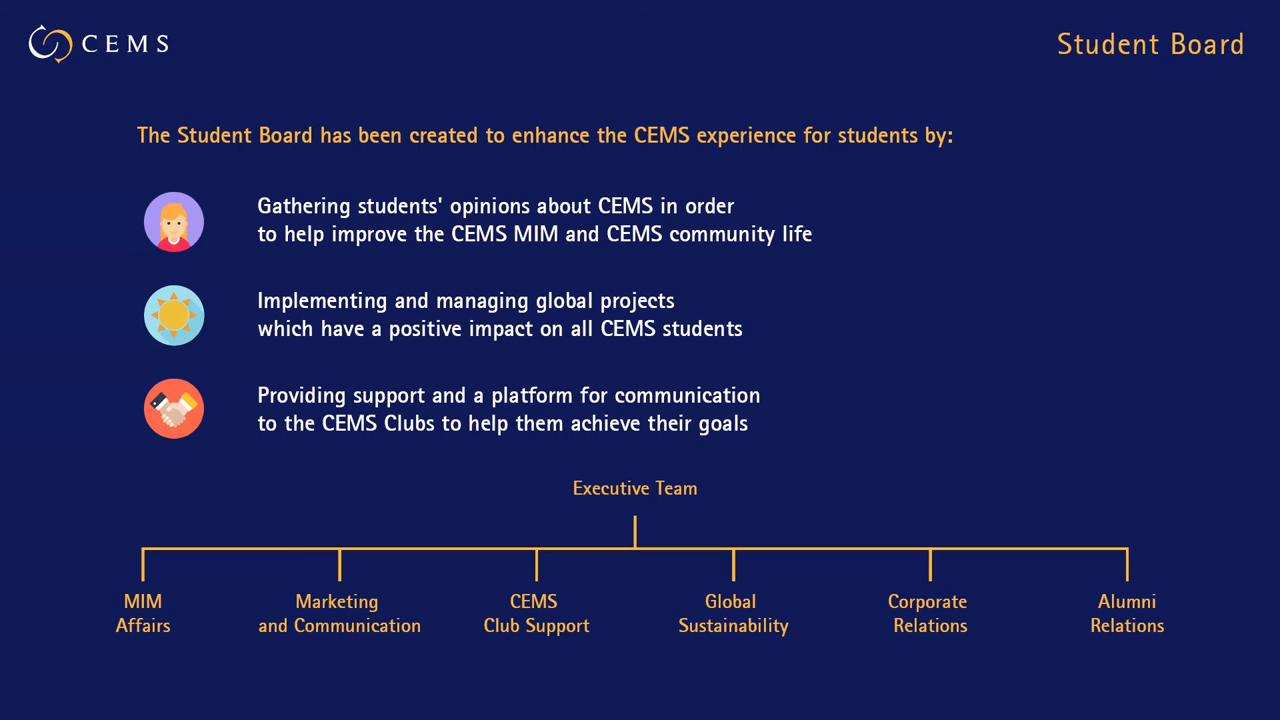 CEMS
Student Board
The Student Board has been created to enhance the CEMS experience for students by:
Gathering students' opinions about CEMS in order
to help improve the CEMS MIM and CEMS community life
Implementing and managing global projects
which have a positive impact on all CEMS students
Providing support and a platform for communication
to the CEMS Clubs to help them achieve their goals
Executive Team
MIM
Affairs
Marketing
and Communication
CEMS
Club Support
Global
Sustainability
Corporate
Relations
Alumni
Relations